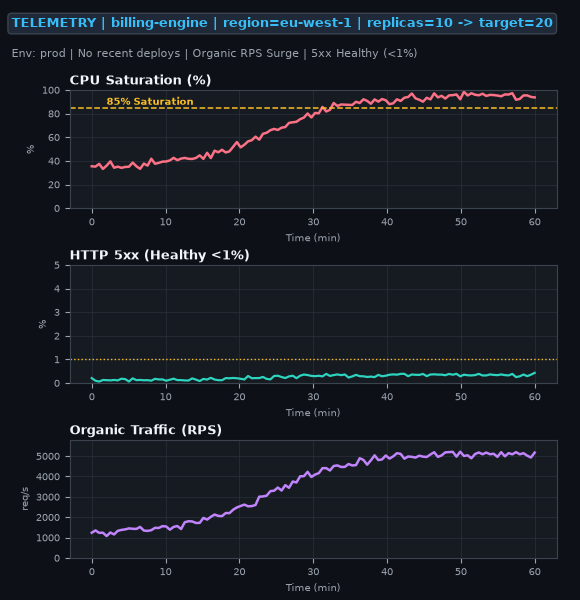 TELEMETRY | billing-engine | region=eu-west-1 | replicas=10 -> target=20
Env: prod | No recent deploys | Organic RPS Surge | 5xx Healthy (<1%)
CPU Saturation (%)
100
80
60
40
20
0
%
85% Saturation
0 10 20 30 40 50 60
Time (min)
HTTP 5xx (Healthy <1%)
5
4
3
2
1
0
%
0 10 20 30 40 50 60
Time (min)
Organic Traffic (RPS)
5000
4000
3000
2000
1000
0
req/s
0 10 20 30 40 50 60
Time (min)